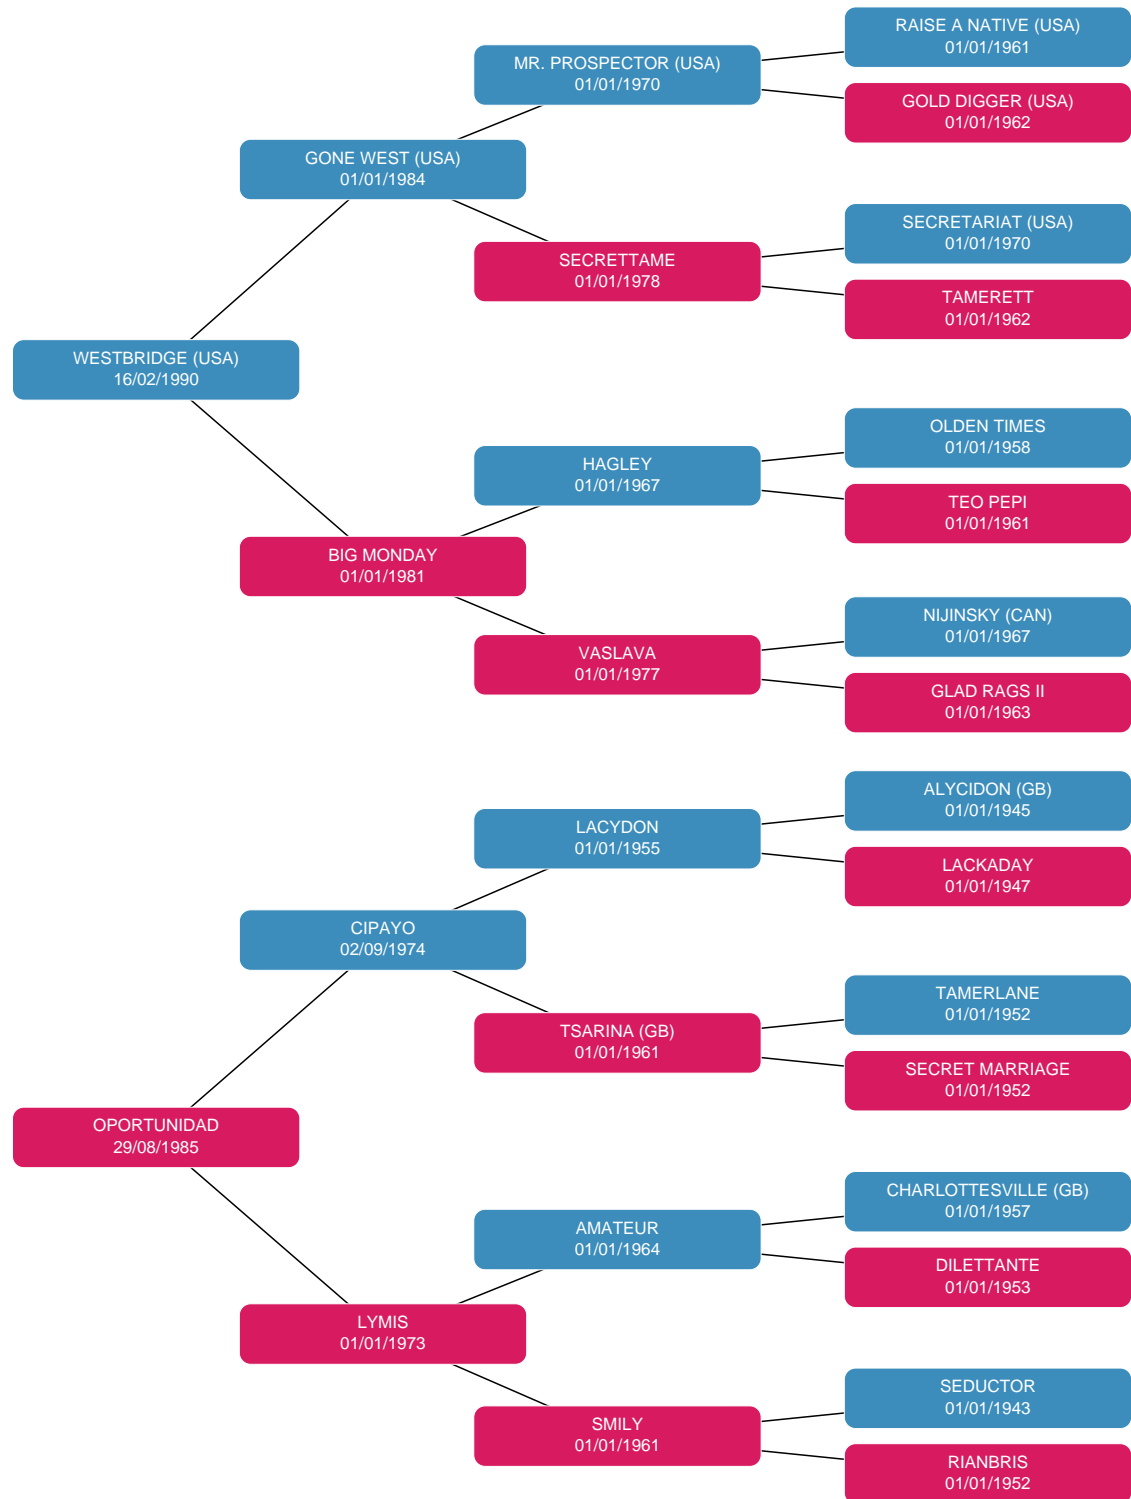 RAISE A NATIVE (USA)
01/01/1961
MR. PROSPECTOR (USA)
01/01/1970
GOLD DIGGER (USA)
01/01/1962
GONE WEST (USA)
01/01/1984
SECRETARIAT (USA)
01/01/1970
SECRETTAME
01/01/1978
TAMERETT
01/01/1962
WESTBRIDGE (USA)
16/02/1990
OLDEN TIMES
01/01/1958
HAGLEY
01/01/1967
TEO PEPI
01/01/1961
BIG MONDAY
01/01/1981
NIJINSKY (CAN)
01/01/1967
VASLAVA
01/01/1977
GLAD RAGS II
01/01/1963
ALYCIDON (GB)
01/01/1945
LACYDON
01/01/1955
LACKADAY
01/01/1947
CIPAYO
02/09/1974
TAMERLANE
01/01/1952
TSARINA (GB)
01/01/1961
SECRET MARRIAGE
01/01/1952
OPORTUNIDAD
29/08/1985
CHARLOTTESVILLE (GB)
01/01/1957
AMATEUR
01/01/1964
DILETTANTE
01/01/1953
LYMIS
01/01/1973
SEDUCTOR
01/01/1943
SMILY
01/01/1961
RIANBRIS
01/01/1952